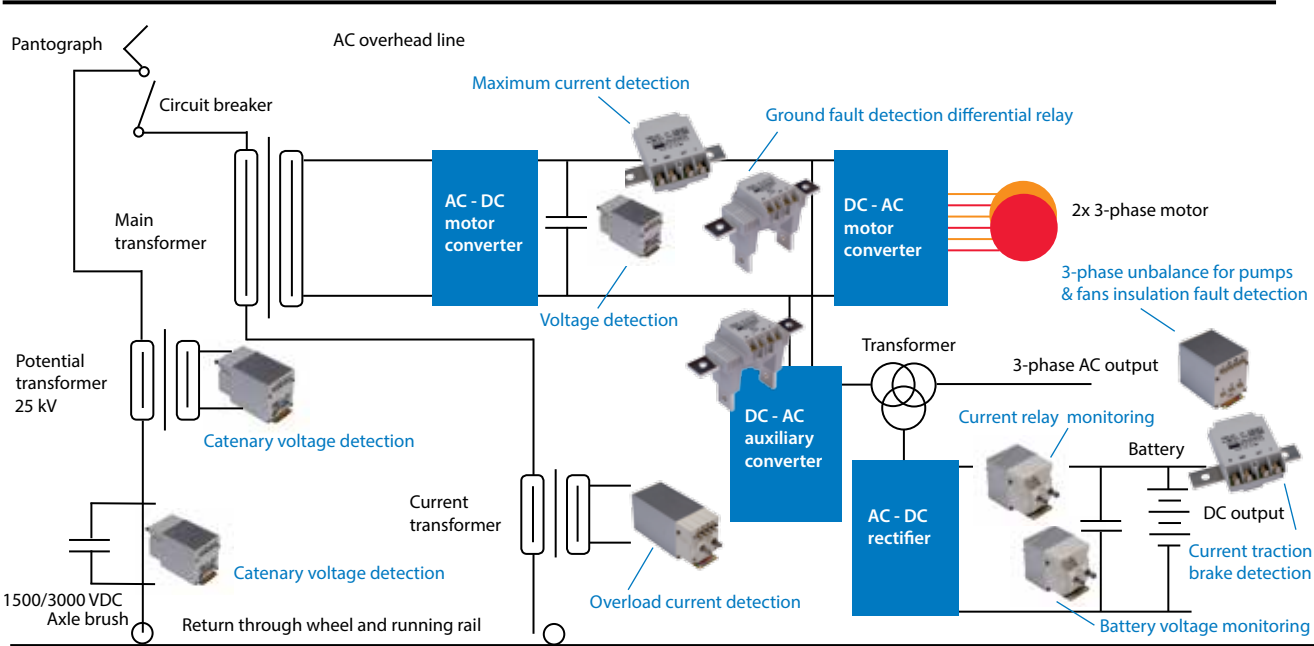 Pantograph
AC overhead line
Circuit breaker
Maximum current detection
Ground fault detection differential relay
Main
transformer
AC - DC
motor
converter
DC - AC
motor
converter
2x 3-phase motor
3-phase unbalance for pumps
& fans insulation fault detection
Voltage detection
Potential
transformer
25 kV
Transformer
3-phase AC output
Catenary voltage detection
DC - AC
auxiliary
converter
Current relay monitoring
Battery
Current
transformer
AC - DC
rectifier
DC output
Current traction
brake detection
Catenary voltage detection
Overload current detection
1500/3000 VDC
Axle brush
Return through wheel and running rail
Battery voltage monitoring